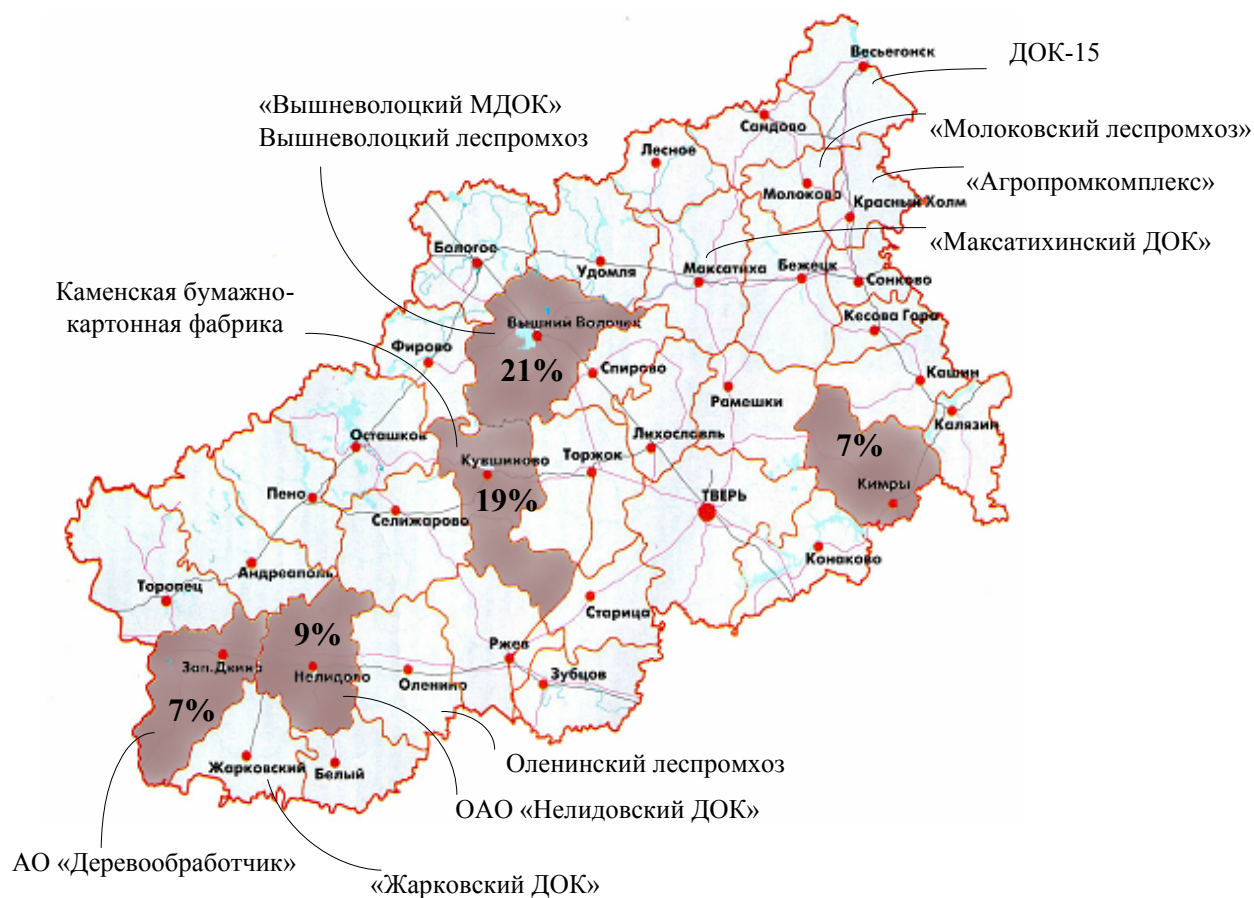 Весьегонск
ДОК-15
«Вышневолоцкий МДОК»
Вышневолоцкий леспромхоз
Сандово
«Молоковский леспромхоз»
Лесное
«Агропромкомплекс»
Молоково
Красный Холм
«Максатихинский ДОК»
Бологое
Удомля
Максатиха
Бежецк
Сонково
Каменская бумажно-
картонная фабрика
Вышний Волочек
Кесова Гора
Фирово
21%
Спирово
Кашин
Рамешки
Калязин
Осташков
Лихославль
7%
Кувшиново
Торжок
Кимры
Пено
19%
ТВЕРЬ
Селижарово
Конаково
Андреаполь
Торопец
Старица
9%
Ржев
Зап.Двина
Нелидово
Оленино
Зубцов
7%
Жарковский
Белый
Оленинский леспромхоз
ОАО «Нелидовский ДОК»
АО «Деревообработчик»
«Жарковский ДОК»